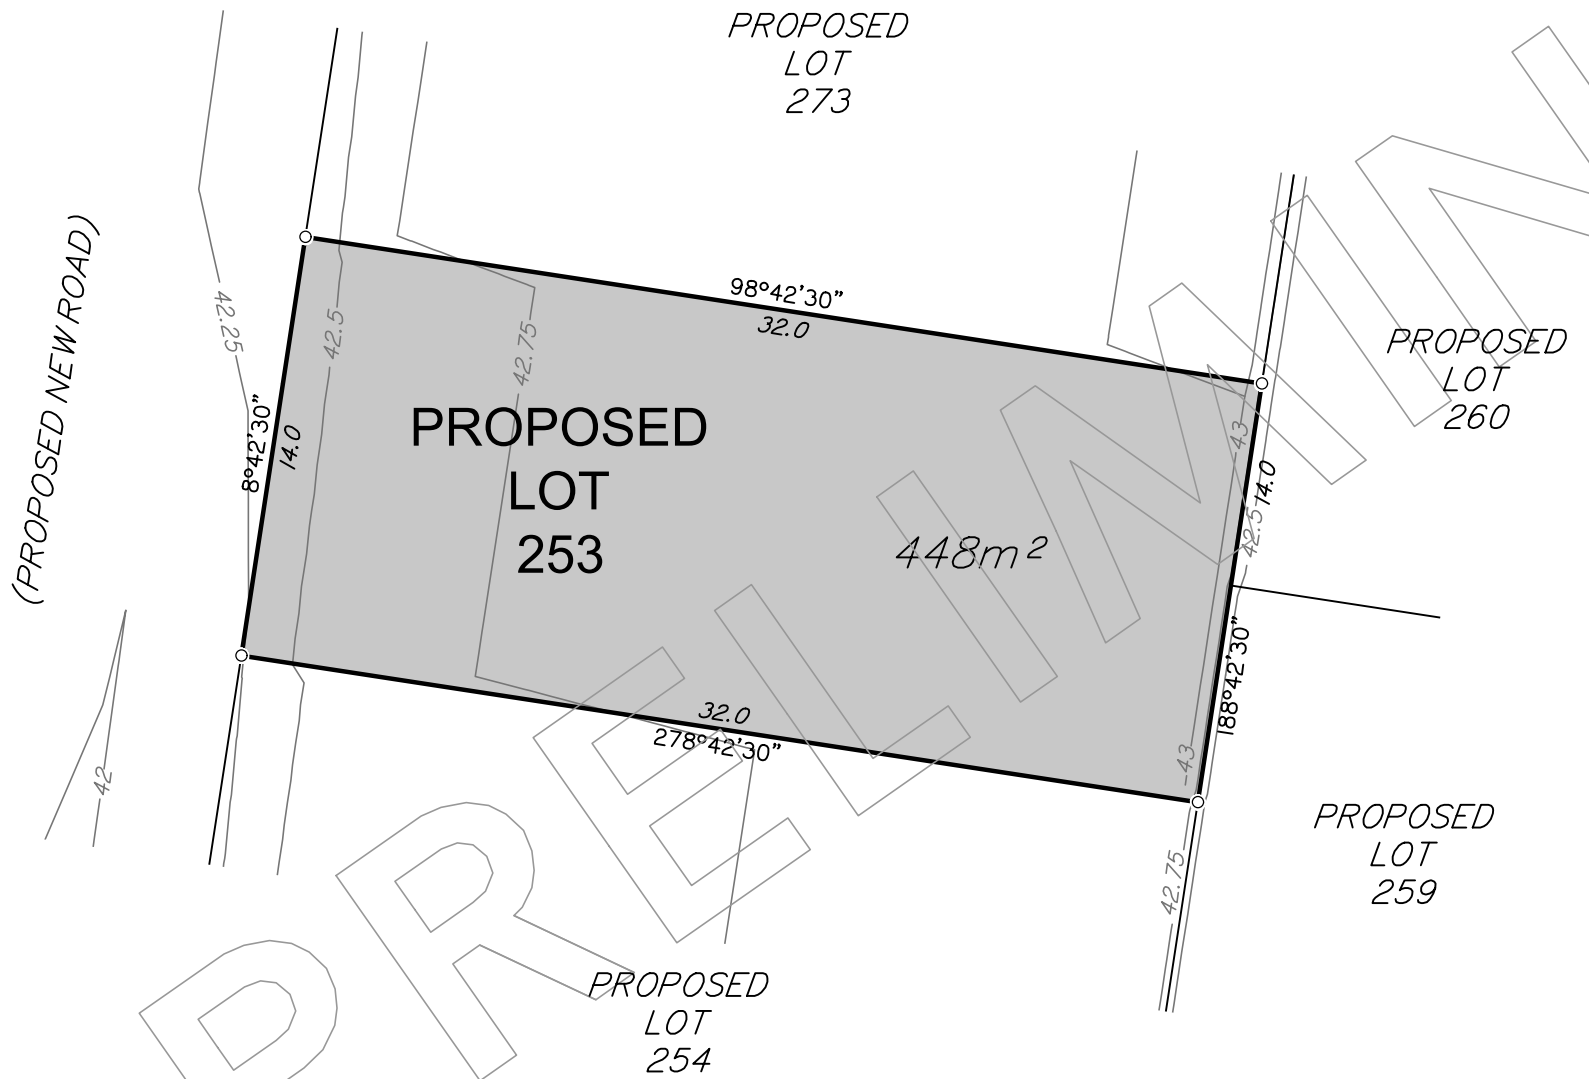 PROPOSED
LOT
273
(PROPOSED NEW ROAD)
42.25
42.5
42.75
98°42'30"
32.0
PROPOSED
LOT
260
8°42'30"
14.0
PROPOSED
LOT
253
448m²
43
14.0
42.5
188°42'30"
43
32.0
278°42'30"
42
42.75
PROPOSED
LOT
259
PROPOSED
LOT
254
PRELIMIN